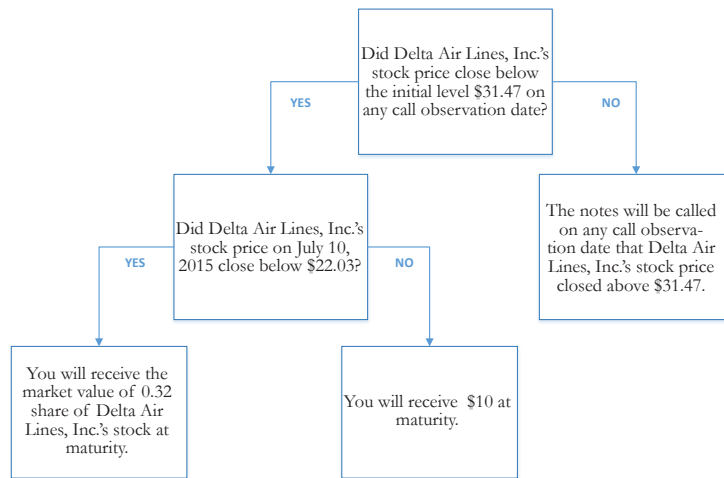 Did Delta Air Lines, Inc.'s
stock price close below
the initial level $31.47 on
any call observation date?
YES
NO
Did Delta Air Lines, Inc.'s
stock price on July 10,
2015 close below $22.03?
The notes will be called
on any call observa-
tion date that Delta Air
Lines, Inc.'s stock price
closed above $31.47.
YES
NO
You will receive the
market value of 0.32
share of Delta Air
Lines, Inc.'s stock at
maturity.
You will receive $10 at
maturity.